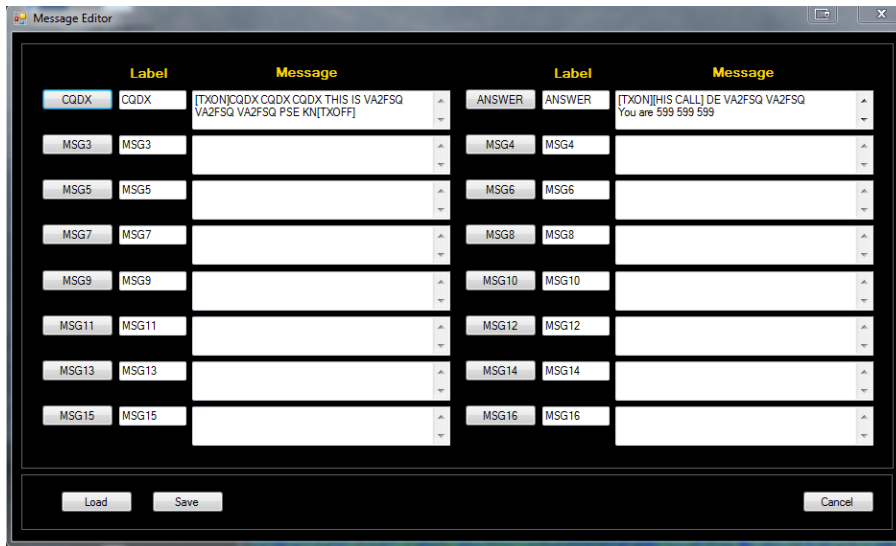 Message Editor
Label Message Label Message
CQDX CQDX [TXON]CQDX CQDX CQDX THIS IS VA2FSQ
VA2FSQ VA2FSQ PSE KN[TXOFF]
ANSWER ANSWER [TXON][HIS CALL] DE VA2FSQ VA2FSQ
You are 599 599 599
MSG3 MSG3 MSG4 MSG4
MSG5 MSG5 MSG6 MSG6
MSG7 MSG7 MSG8 MSG8
MSG9 MSG9 MSG10 MSG10
MSG11 MSG11 MSG12 MSG12
MSG13 MSG13 MSG14 MSG14
MSG15 MSG15 MSG16 MSG16
Load Save Cancel